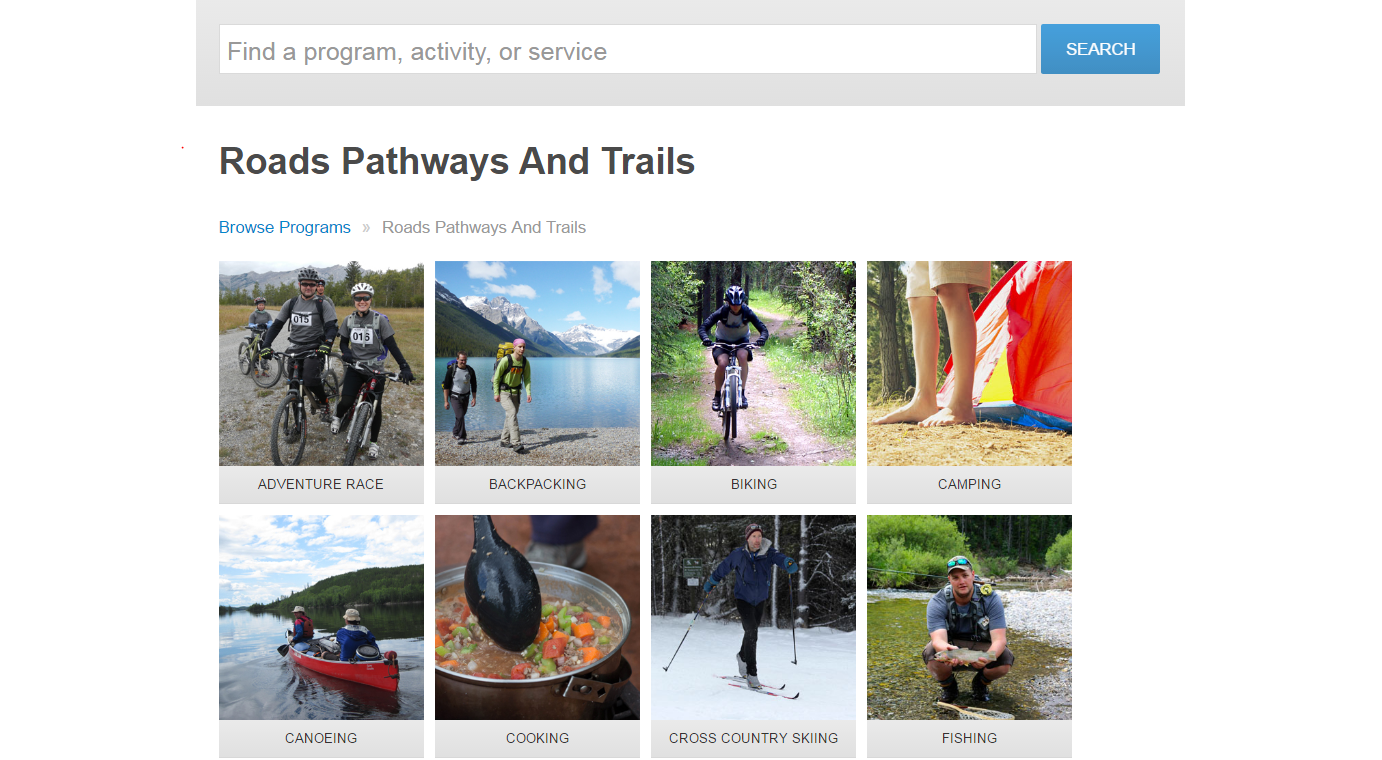 Find a program, activity, or service
SEARCH
Roads Pathways And Trails
Browse Programs » Roads Pathways And Trails
015
016
ADVENTURE RACE
BACKPACKING
BIKING
CAMPING
CANOEING
COOKING
CROSS COUNTRY SKIING
FISHING